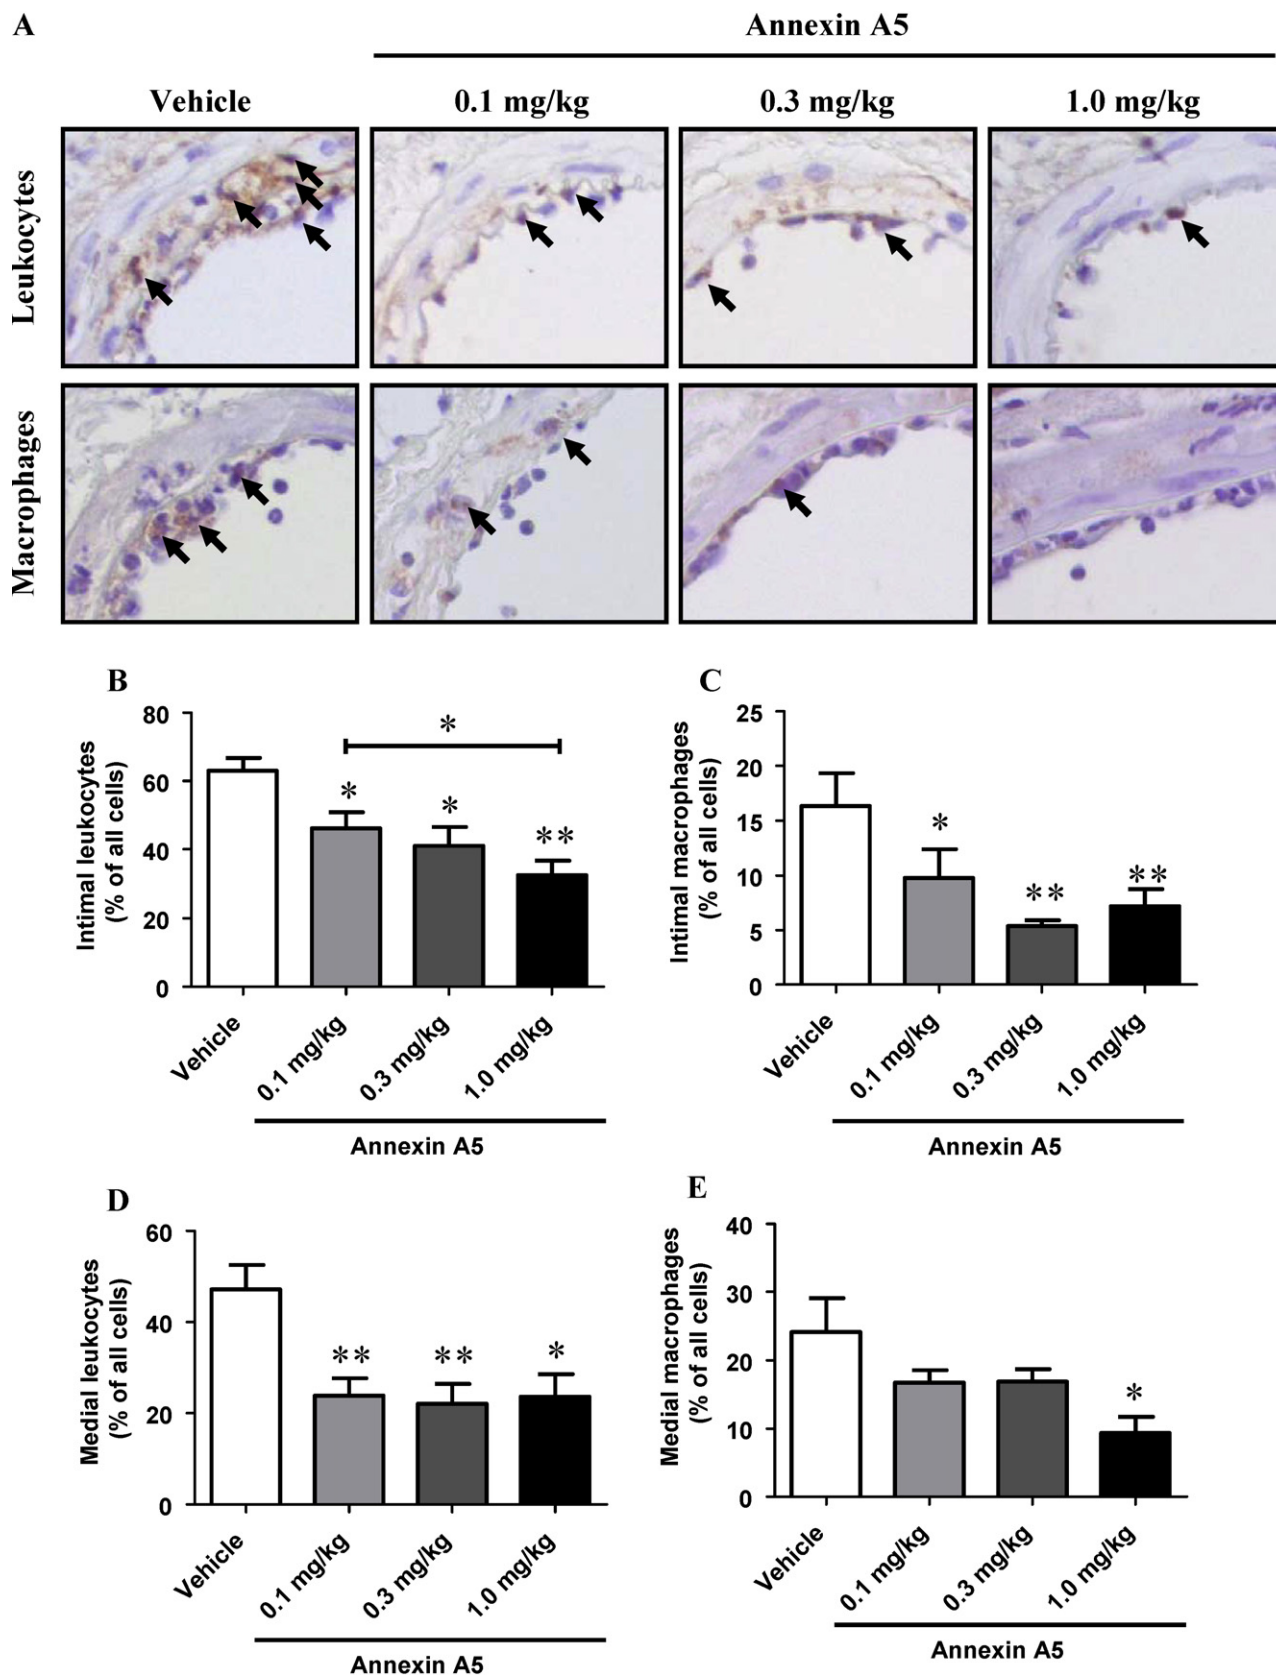 A
Annexin A5
Vehicle
0.1 mg/kg
0.3 mg/kg
1.0 mg/kg
Leukocytes
Macrophages
B
Intimal leukocytes
(% of all cells)
80
60
40
20
0
*
*
*
**
Vehicle
0.1 mg/kg
0.3 mg/kg
1.0 mg/kg
Annexin A5
C
Intimal macrophages
(% of all cells)
25
20
15
10
5
0
*
**
**
Vehicle
0.1 mg/kg
0.3 mg/kg
1.0 mg/kg
Annexin A5
D
Medial leukocytes
(% of all cells)
60
40
20
0
**
**
*
Vehicle
0.1 mg/kg
0.3 mg/kg
1.0 mg/kg
Annexin A5
E
Medial macrophages
(% of all cells)
40
30
20
10
0
*
Vehicle
0.1 mg/kg
0.3 mg/kg
1.0 mg/kg
Annexin A5